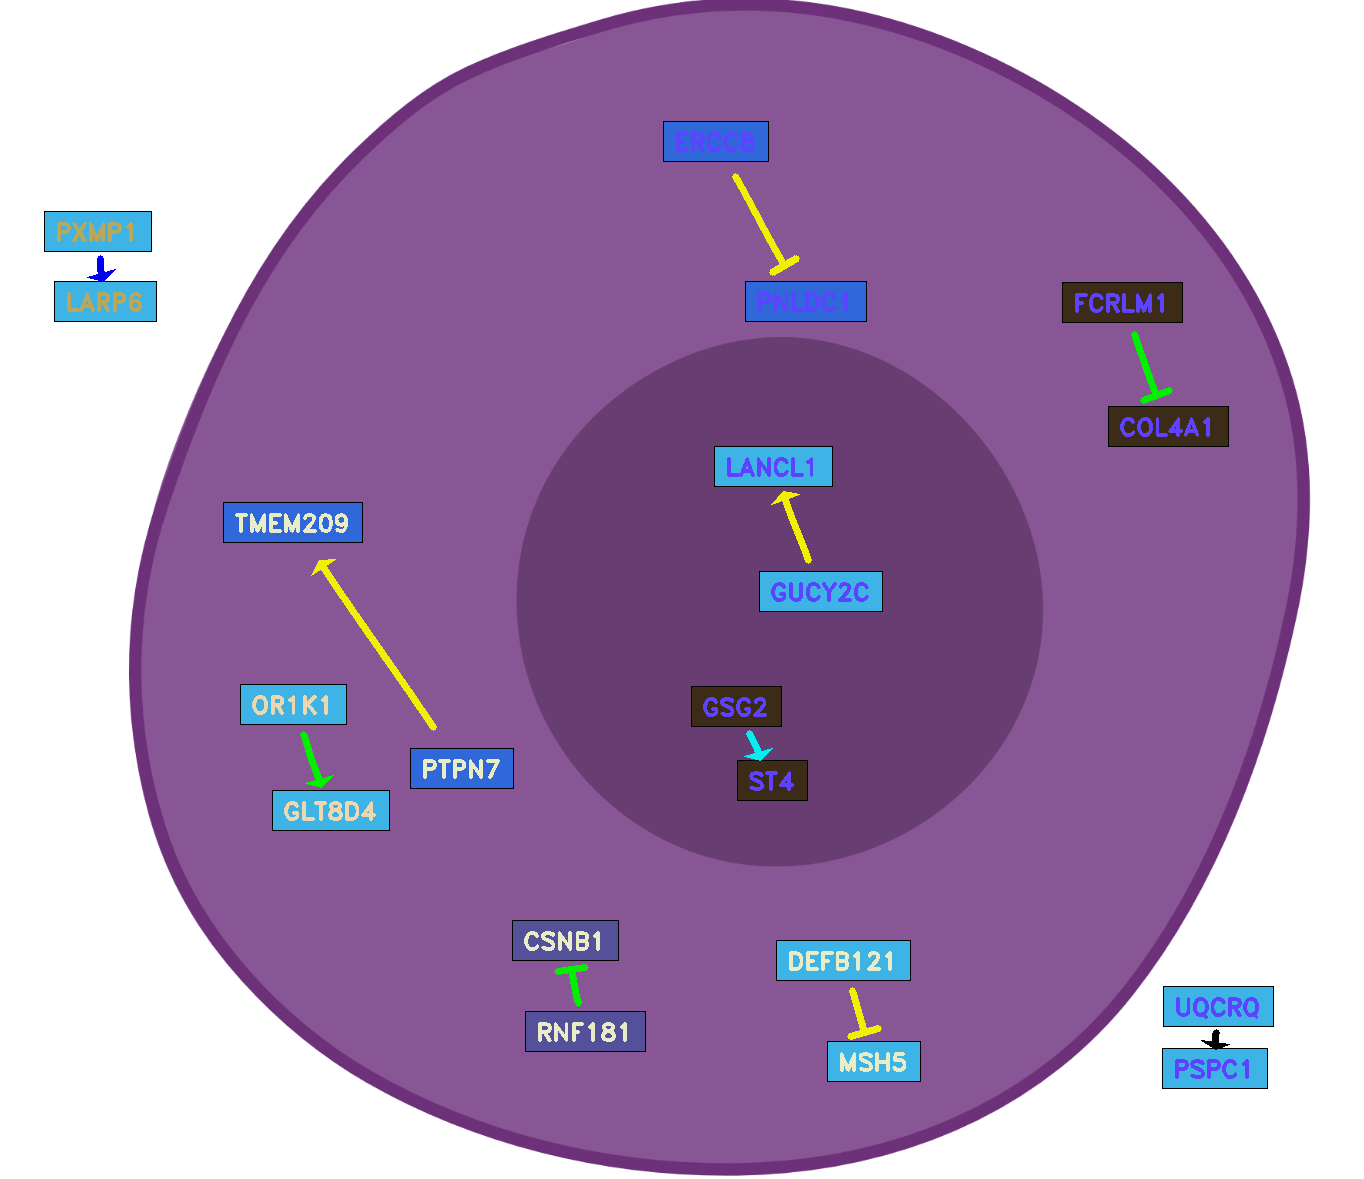 ERCC8
PXMP1
LARP6
PNLDC1
FCRLM1
COL4A1
LANCL1
TMEM209
GUCY2C
OR1K1
GSG2
PTPN7
ST4
GLT8D4
CSNB1
DEFB121
RNF181
MSH5
UQCRQ
PSPC1